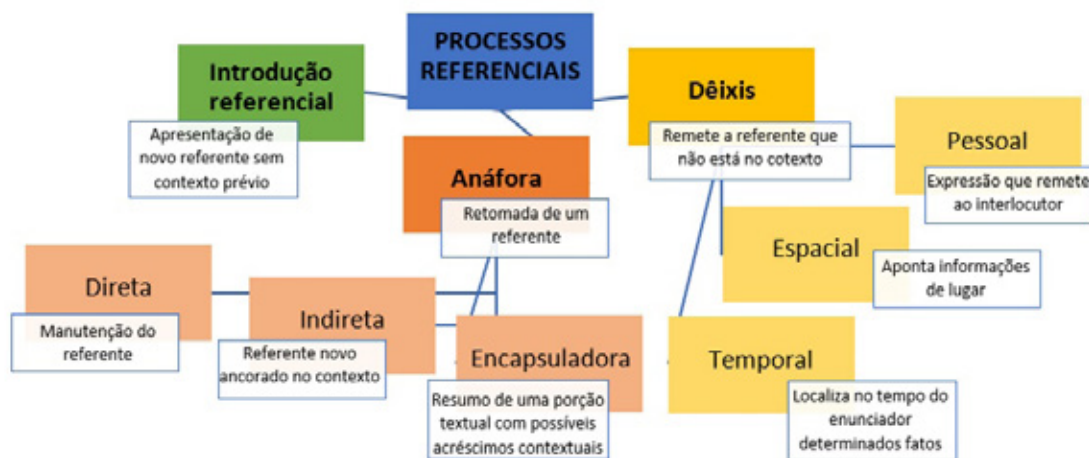 PROCESSOS
REFERENCIAIS
Introdução
referencial
Apresentação de
novo referente sem
contexto prévio
Anáfora
Retomada de um
referente
Direta
Manutenção do
referente
Indireta
Referente novo
ancorado no contexto
Encapsuladora
Resumo de uma porção
textual com possíveis
acréscimos contextuais
Dêixis
Remete a referente que
não está no cotexto
Pessoal
Expressão que remete
ao interlocutor
Espacial
Aponta informações
de lugar
Temporal
Localiza no tempo do
enunciador
determinados fatos